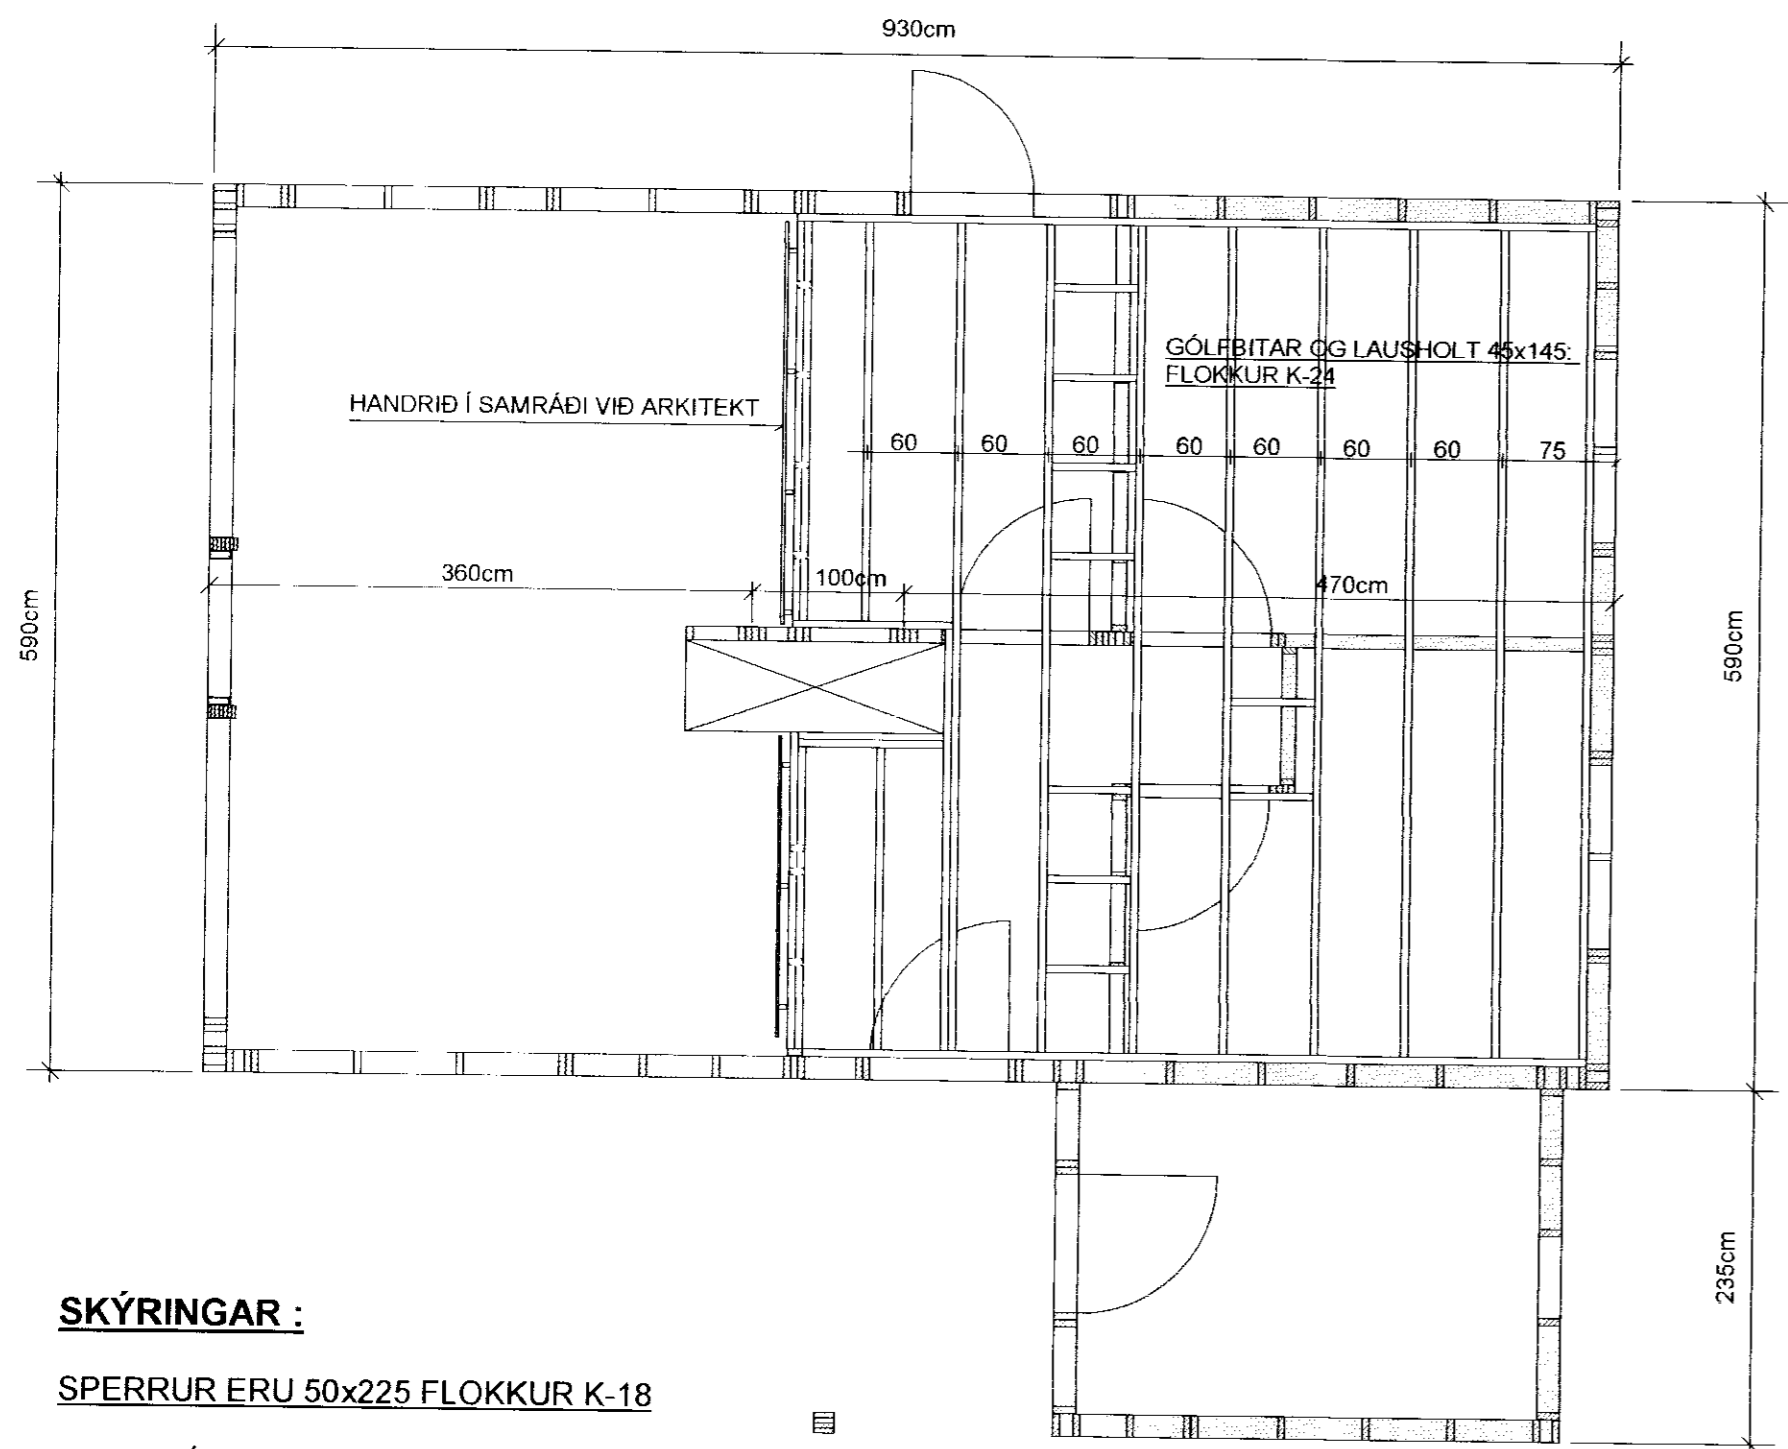 930cm
GÓLFBITAR OG LAUSHOLT 45x145:
FLOKKUR K-24
HANDRIÐ Í SAMRÁÐI VIÐ ARKITEKT
60 60 60 60 60 60 60 75
360cm 100cm 470cm
590cm
590cm
235cm
SKÝRINGAR :
SPERRUR ERU 50x225 FLOKKUR K-18